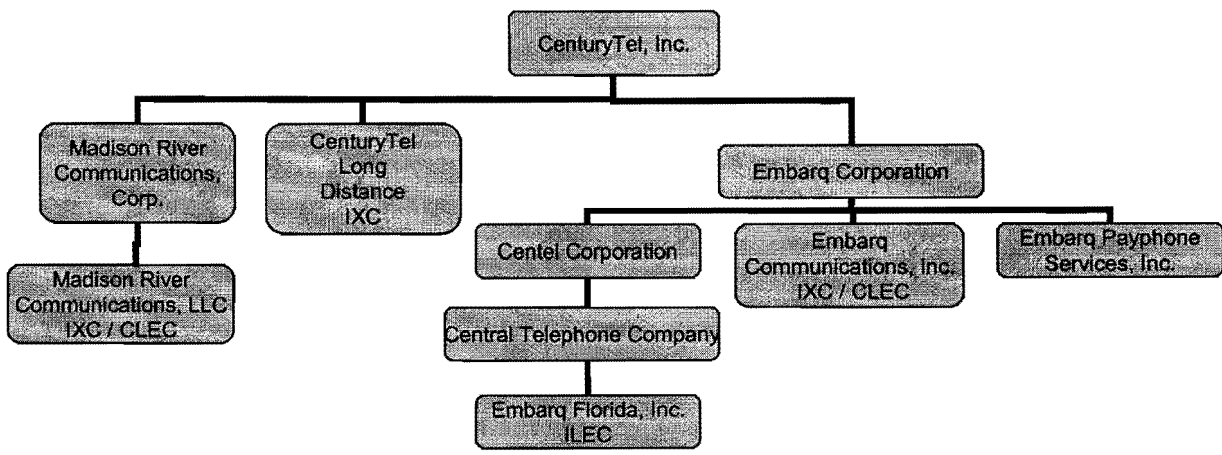 CenturyTel, Inc.
Madison River
Communications,
Corp.
CenturyTel
Long
Distance
IXC
Embarq Corporation
Madison River
Communications, LLC
IXC / CLEC
Centel Corporation
Embarq
Communications, Inc.
IXC / CLEC
Embarq Payphone
Services, Inc.
Central Telephone Company
Embarq Florida, Inc.
ILEC